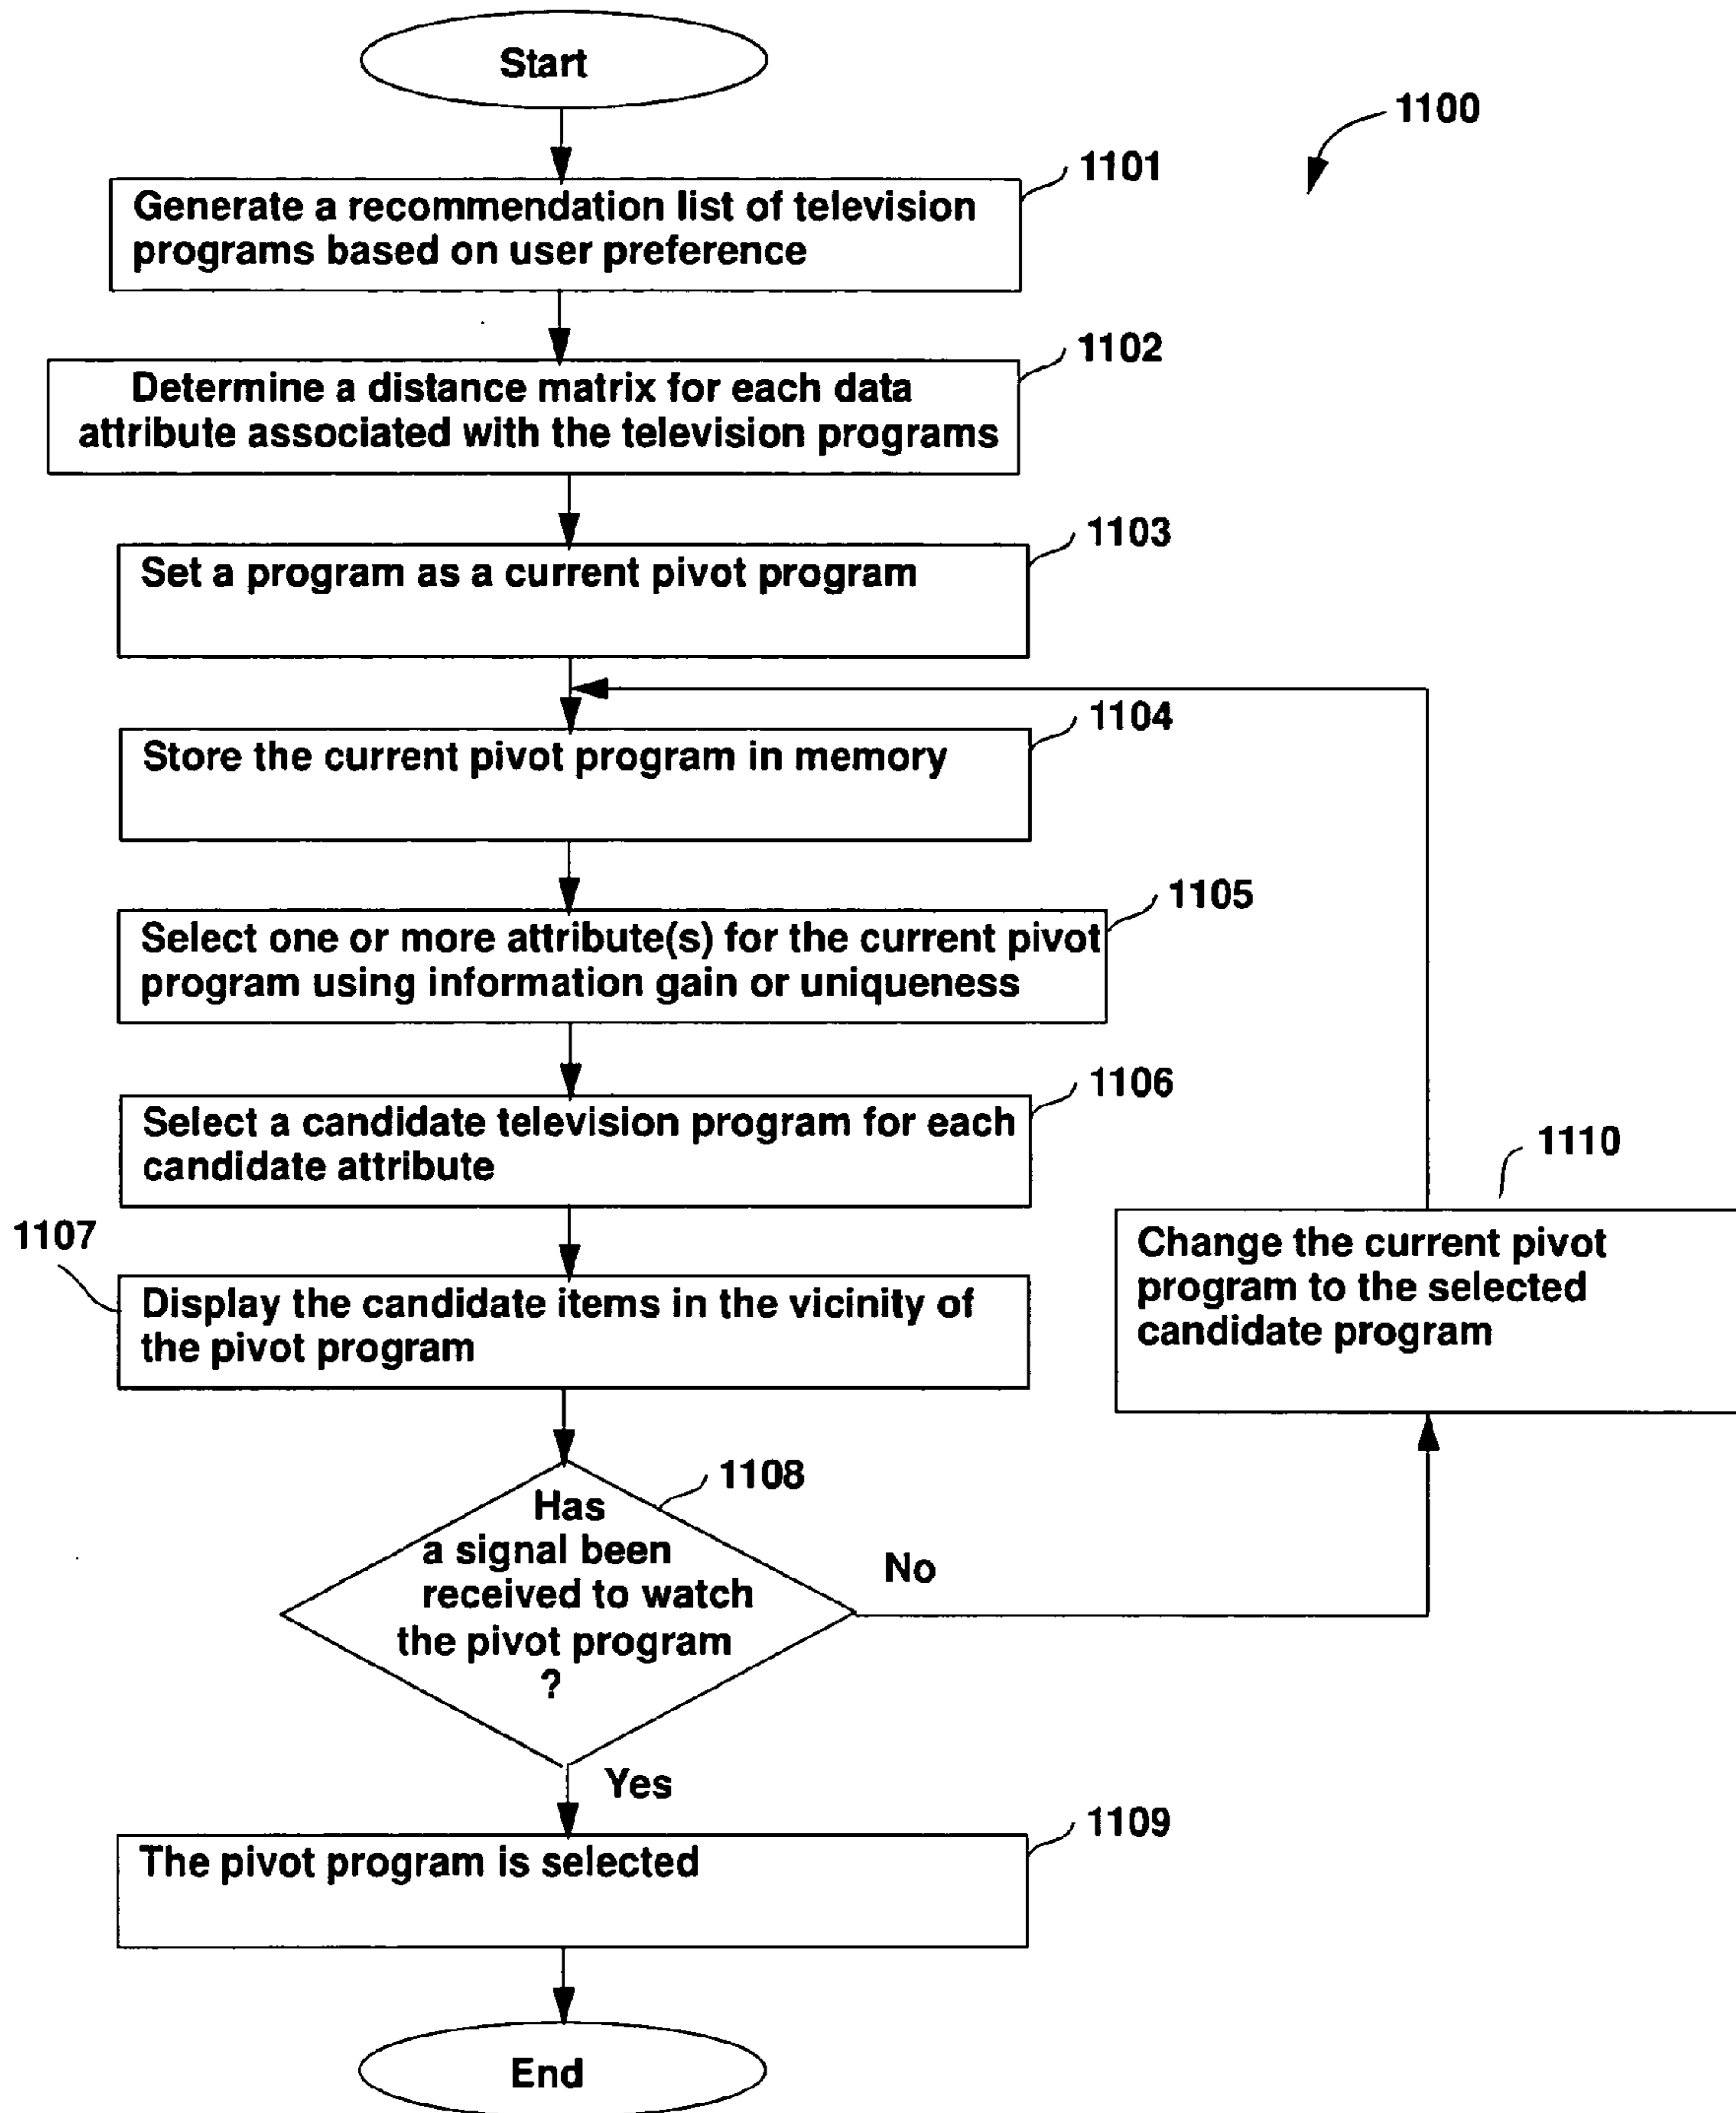 Start
1100
1101
Generate a recommendation list of television
programs based on user preference
1102
Determine a distance matrix for each data
attribute associated with the television programs
1103
Set a program as a current pivot program
1104
Store the current pivot program in memory
1105
Select one or more attribute(s) for the current pivot
program using information gain or uniqueness
1106
Select a candidate television program for each
candidate attribute
1110
Change the current pivot
program to the selected
candidate program
1107
Display the candidate items in the vicinity of
the pivot program
1108
Has
a signal been
received to watch
the pivot program
?
No
Yes
1109
The pivot program is selected
End